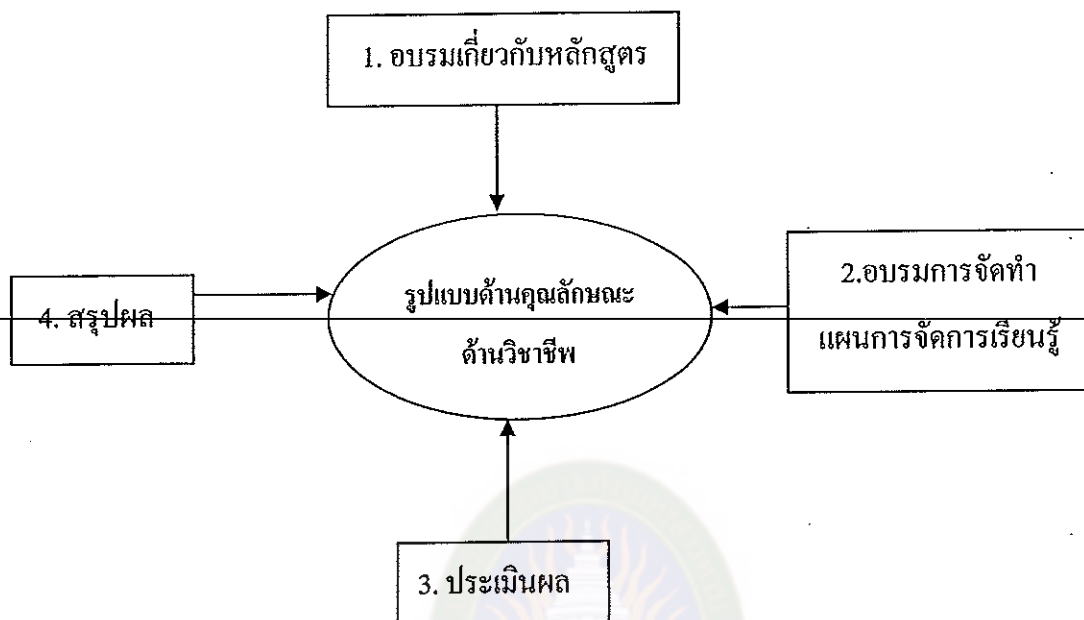 1. อบรมเกี่ยวกับหลักสูตร
2.อบรมการจัดทำ
แผนการจัดการเรียนรู้
รูปแบบด้านคุณลักษณะ
ด้านวิชาชีพ
4. สรุปผล
3. ประเมินผล